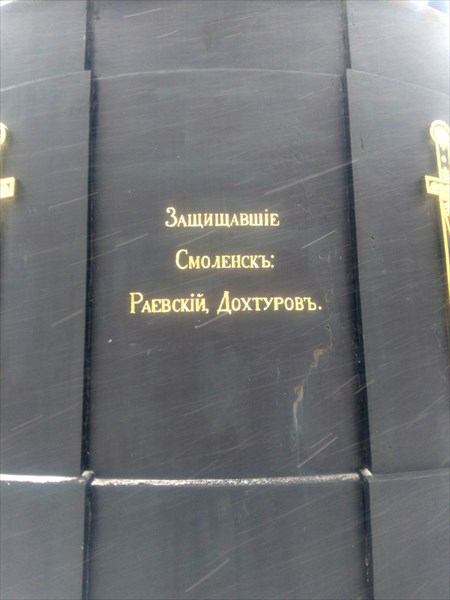 Защищавшіе
Смоленскъ:
Раевскій, Дохтуровъ.